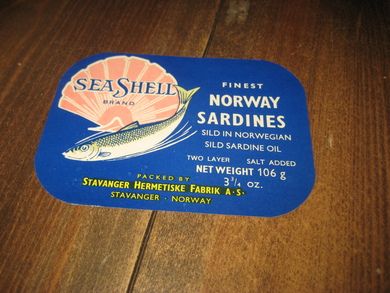 SEASHELL
BRAND
FINEST
NORWAY
SARDINES
SILD IN NORWEGIAN
SILD SARDINE OIL
TWO LAYER SALT ADDED
NET WEIGHT 106 g
3¾ oz.
PACKED BY
STAVANGER HERMETISKE FABRIK A·S·
STAVANGER · NORWAY